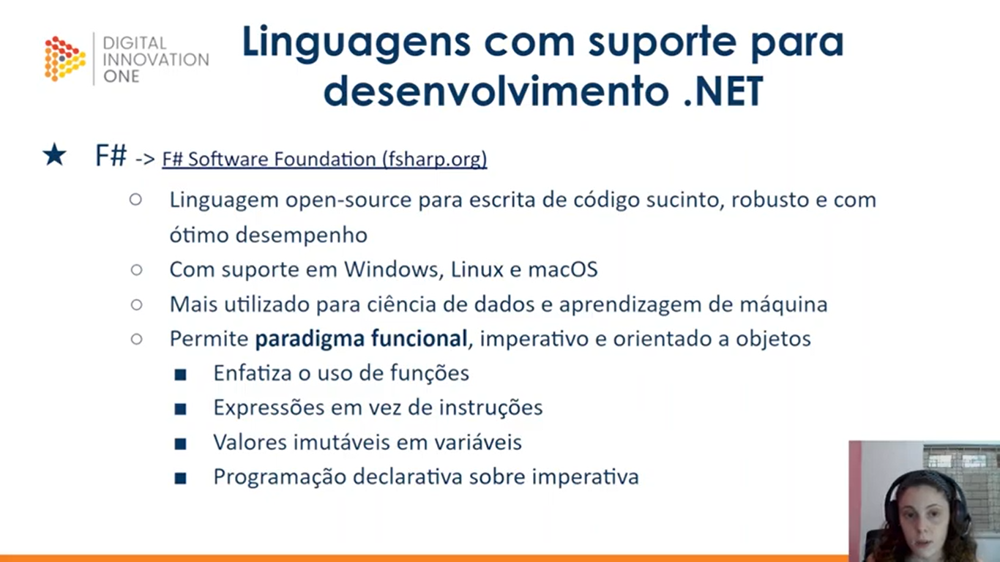 DIGITAL
INNOVATION
ONE
Linguagens com suporte para
desenvolvimento .NET
★ F# -> F# Software Foundation (fsharp.org)
○ Linguagem open-source para escrita de código sucinto, robusto e com
ótimo desempenho
○ Com suporte em Windows, Linux e macOS
○ Mais utilizado para ciência de dados e aprendizagem de máquina
○ Permite paradigma funcional, imperativo e orientado a objetos
■ Enfatiza o uso de funções
■ Expressões em vez de instruções
■ Valores imutáveis em variáveis
■ Programação declarativa sobre imperativa